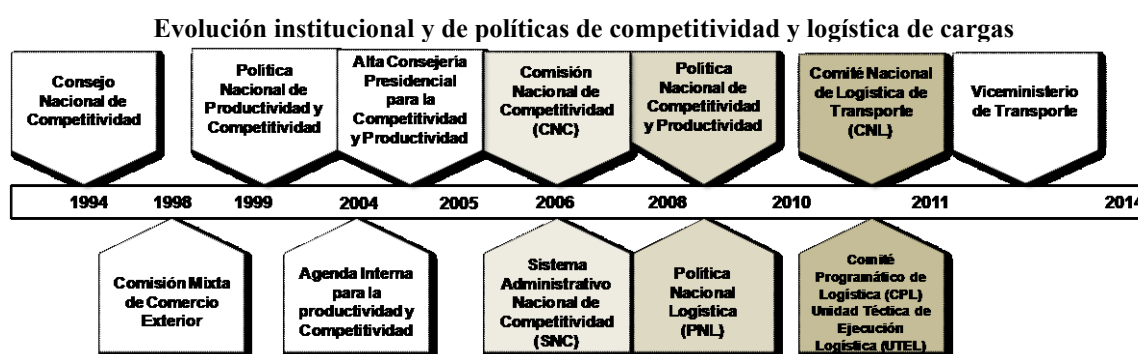 Evolución institucional y de políticas de competitividad y logística de cargas
Consejo
Nacional de
Competitividad
Política
Nacional de
Productividad y
Competitividad
Alta Consejería
Presidencial
para la
Competitividad
y Productividad
Comisión
Nacional de
Competitividad
(CNC)
Política
Nacional de
Competitividad
y Productividad
Comité Nacional
de Logística de
Transporte
(CNL)
Viceministerio
de Transporte
1994 1998 1999 2004 2005 2006 2008 2010 2011 2014
Comisión Mixta
de Comercio
Exterior
Agenda Interna
para la
productividad y
Competitividad
Sistema
Administrativo
Nacional de
Competitividad
(SNC)
Política
Nacional
Logística
(PNL)
Comité
Programático de
Logística (CPL)
Unidad Téctica de
Ejecución
Logística (UTEL)